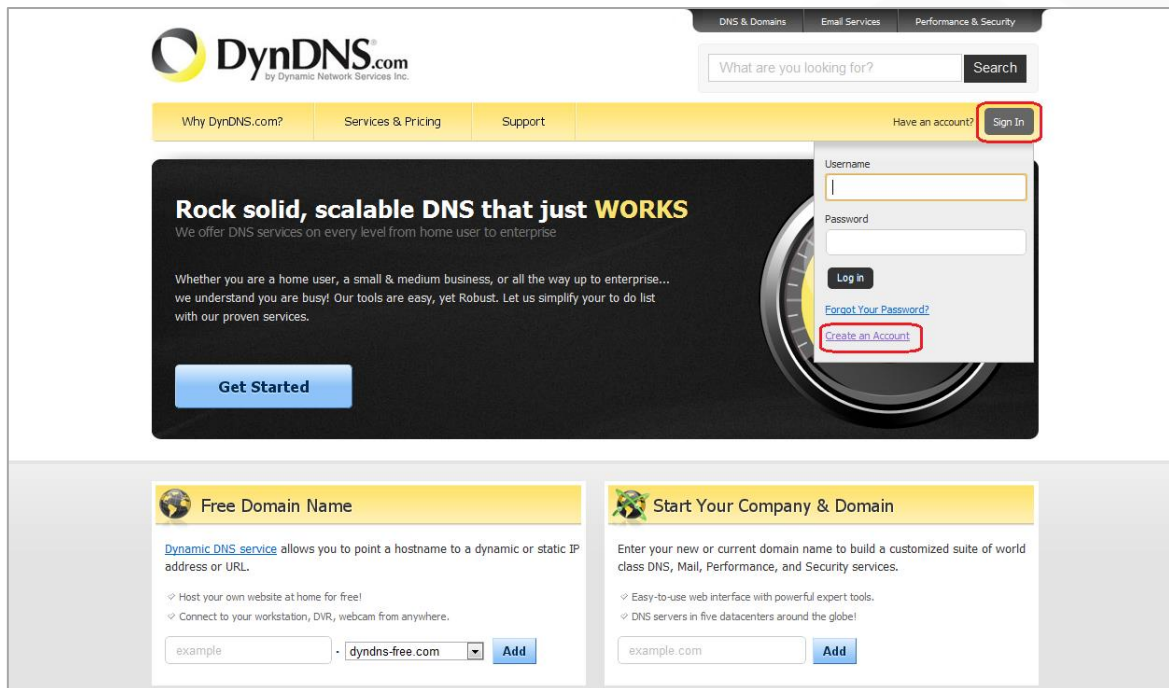 DNS & Domains Email Services Performance & Security
DynDNS.com
by Dynamic Network Services Inc.
What are you looking for? Search
Why DynDNS.com? Services & Pricing Support Have an account? Sign In
Username
Password
Log in
Forgot Your Password?
Create an Account
Rock solid, scalable DNS that just WORKS
We offer DNS services on every level from home user to enterprise
Whether you are a home user, a small & medium business, or all the way up to enterprise...
we understand you are busy! Our tools are easy, yet Robust. Let us simplify your to do list
with our proven services.
Get Started
Free Domain Name
Dynamic DNS service allows you to point a hostname to a dynamic or static IP
address or URL.
Host your own website at home for free!
Connect to your workstation, DVR, webcam from anywhere.
example . dyndns-free.com Add
Start Your Company & Domain
Enter your new or current domain name to build a customized suite of world
class DNS, Mail, Performance, and Security services.
Easy-to-use web interface with powerful expert tools.
DNS servers in five datacenters around the globe!
example.com Add